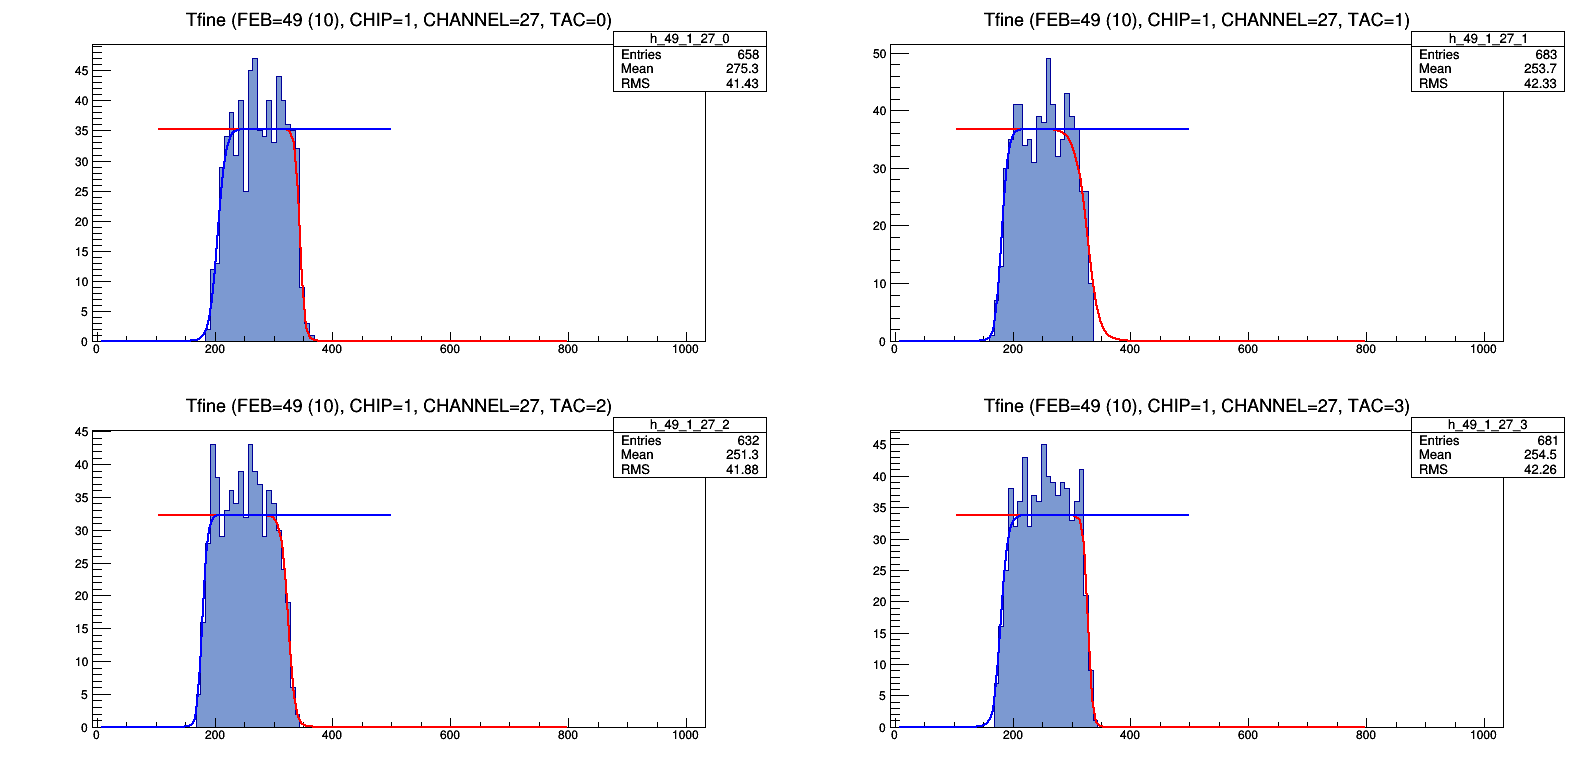 Tfine (FEB=49 (10), CHIP=1, CHANNEL=27, TAC=0)
h_49_1_27_0
Entries 658
Mean 275.3
RMS 41.43
45
40
35
30
25
20
15
10
5
0
0 200 400 600 800 1000
Tfine (FEB=49 (10), CHIP=1, CHANNEL=27, TAC=1)
h_49_1_27_1
Entries 683
Mean 253.7
RMS 42.33
50
40
30
20
10
0
0 200 400 600 800 1000
Tfine (FEB=49 (10), CHIP=1, CHANNEL=27, TAC=2)
h_49_1_27_2
Entries 632
Mean 251.3
RMS 41.88
45
40
35
30
25
20
15
10
5
0
0 200 400 600 800 1000
Tfine (FEB=49 (10), CHIP=1, CHANNEL=27, TAC=3)
h_49_1_27_3
Entries 681
Mean 254.5
RMS 42.26
45
40
35
30
25
20
15
10
5
0
0 200 400 600 800 1000